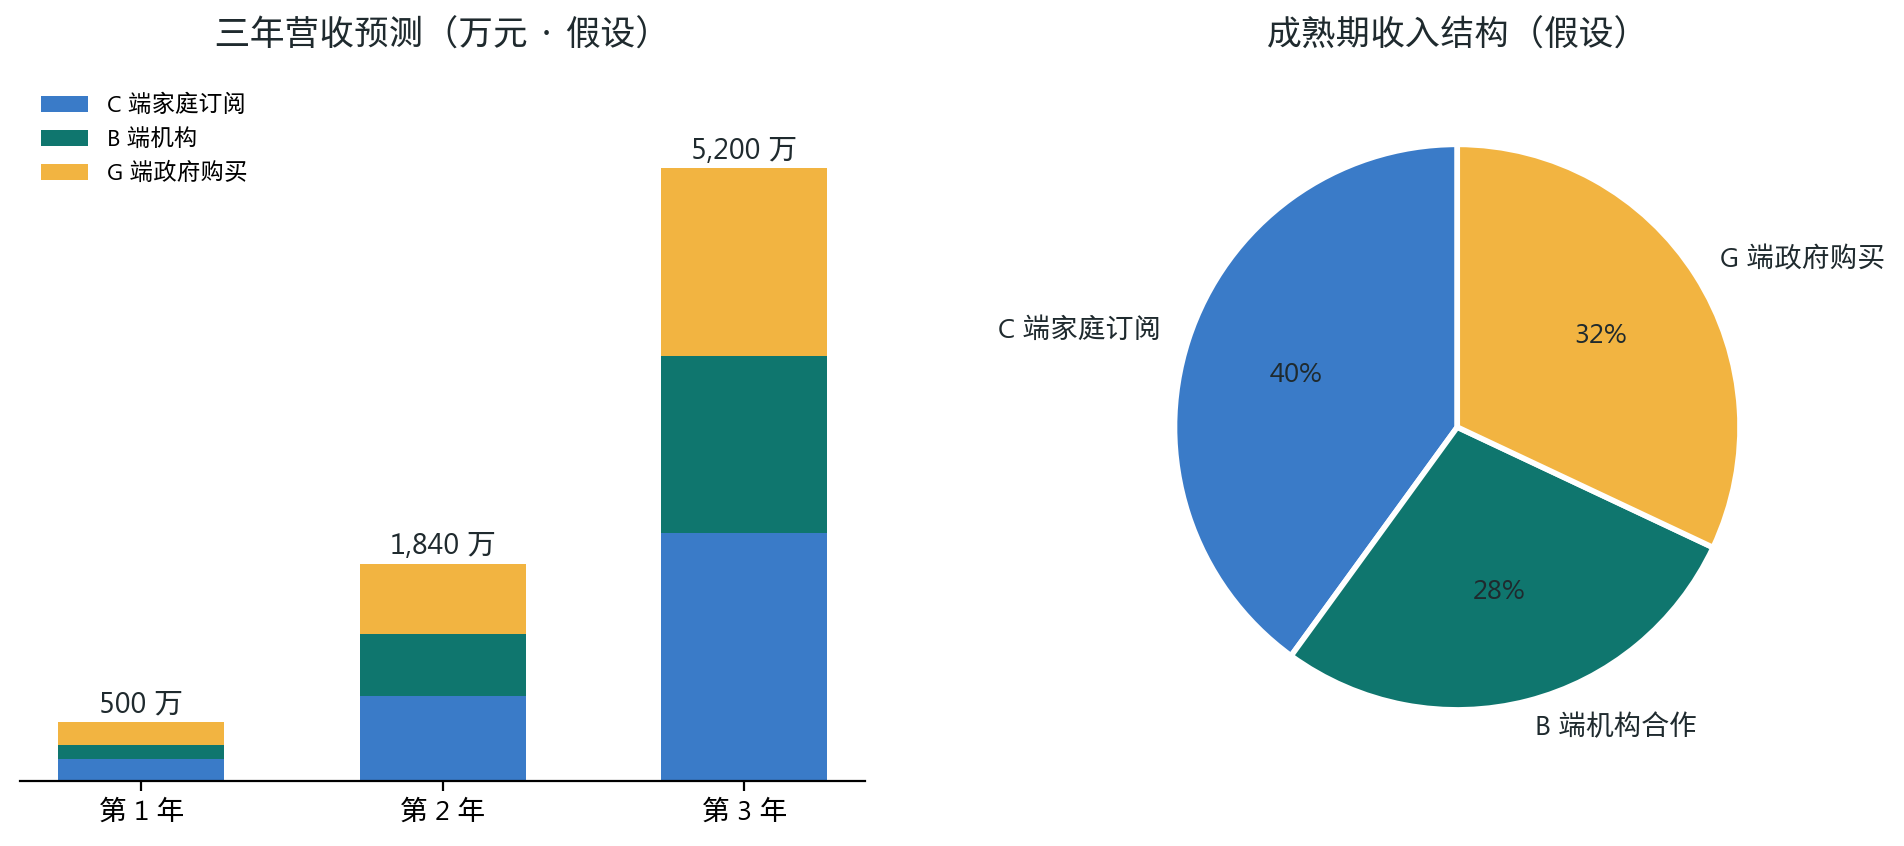 三年营收预测（万元 · 假设）
C 端家庭订阅
B 端机构
G 端政府购买
500 万
1,840 万
5,200 万
第 1 年
第 2 年
第 3 年
成熟期收入结构（假设）
G 端政府购买
C 端家庭订阅
32%
40%
28%
B 端机构合作